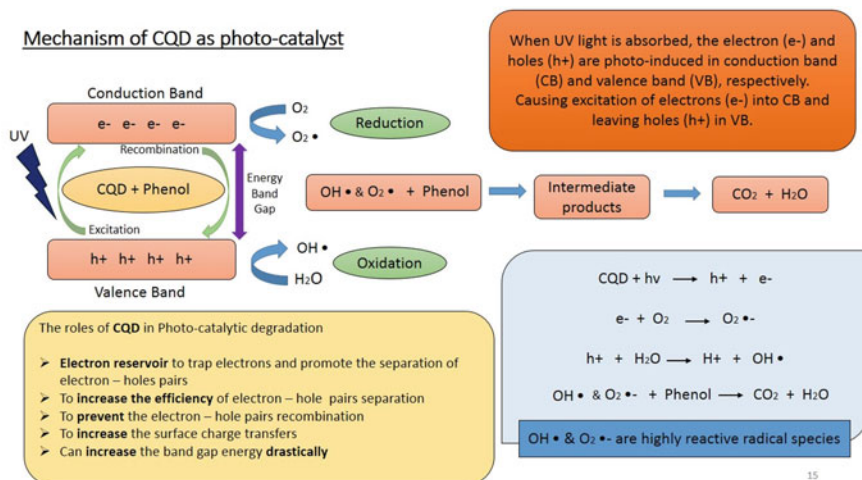 Mechanism of CQD as photo-catalyst
When UV light is absorbed, the electron (e-) and
holes (h+) are photo-induced in conduction band
(CB) and valence band (VB), respectively.
Causing excitation of electrons (e-) into CB and
leaving holes (h+) in VB.
Conduction Band
e- e- e- e-
O2
O2 •
Reduction
UV
Recombination
CQD + Phenol
Energy
Band
Gap
Excitation
h+ h+ h+ h+
Valence Band
OH •
H2O
Oxidation
OH • & O2 • + Phenol
Intermediate
products
CO2 + H2O
The roles of CQD in Photo-catalytic degradation
➤ Electron reservoir to trap electrons and promote the separation of
electron – holes pairs
➤ To increase the efficiency of electron – hole pairs separation
➤ To prevent the electron – hole pairs recombination
➤ To increase the surface charge transfers
➤ Can increase the band gap energy drastically
CQD + hv → h+ + e-
e- + O2 → O2 •-
h+ + H2O → H+ + OH •
OH • & O2 •- + Phenol → CO2 + H2O
OH • & O2 •- are highly reactive radical species
15